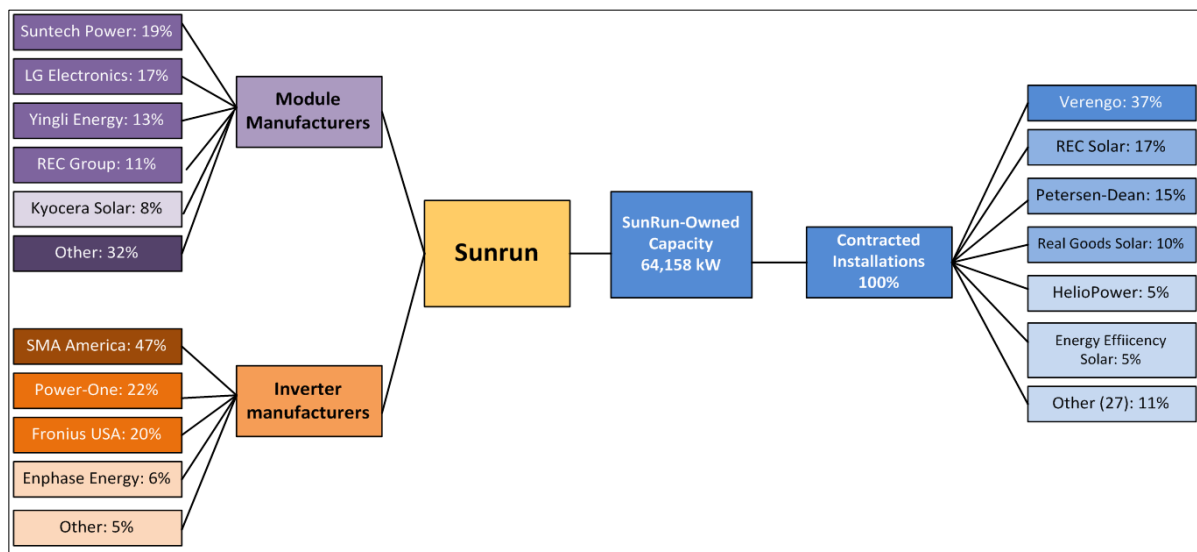 Suntech Power: 19%
LG Electronics: 17%
Yingli Energy: 13%
REC Group: 11%
Kyocera Solar: 8%
Other: 32%
Module
Manufacturers
SMA America: 47%
Power-One: 22%
Fronius USA: 20%
Enphase Energy: 6%
Other: 5%
Inverter
manufacturers
Sunrun
SunRun-Owned
Capacity
64,158 kW
Contracted
Installations
100%
Verengo: 37%
REC Solar: 17%
Petersen-Dean: 15%
Real Goods Solar: 10%
HelioPower: 5%
Energy Effiicency
Solar: 5%
Other (27): 11%